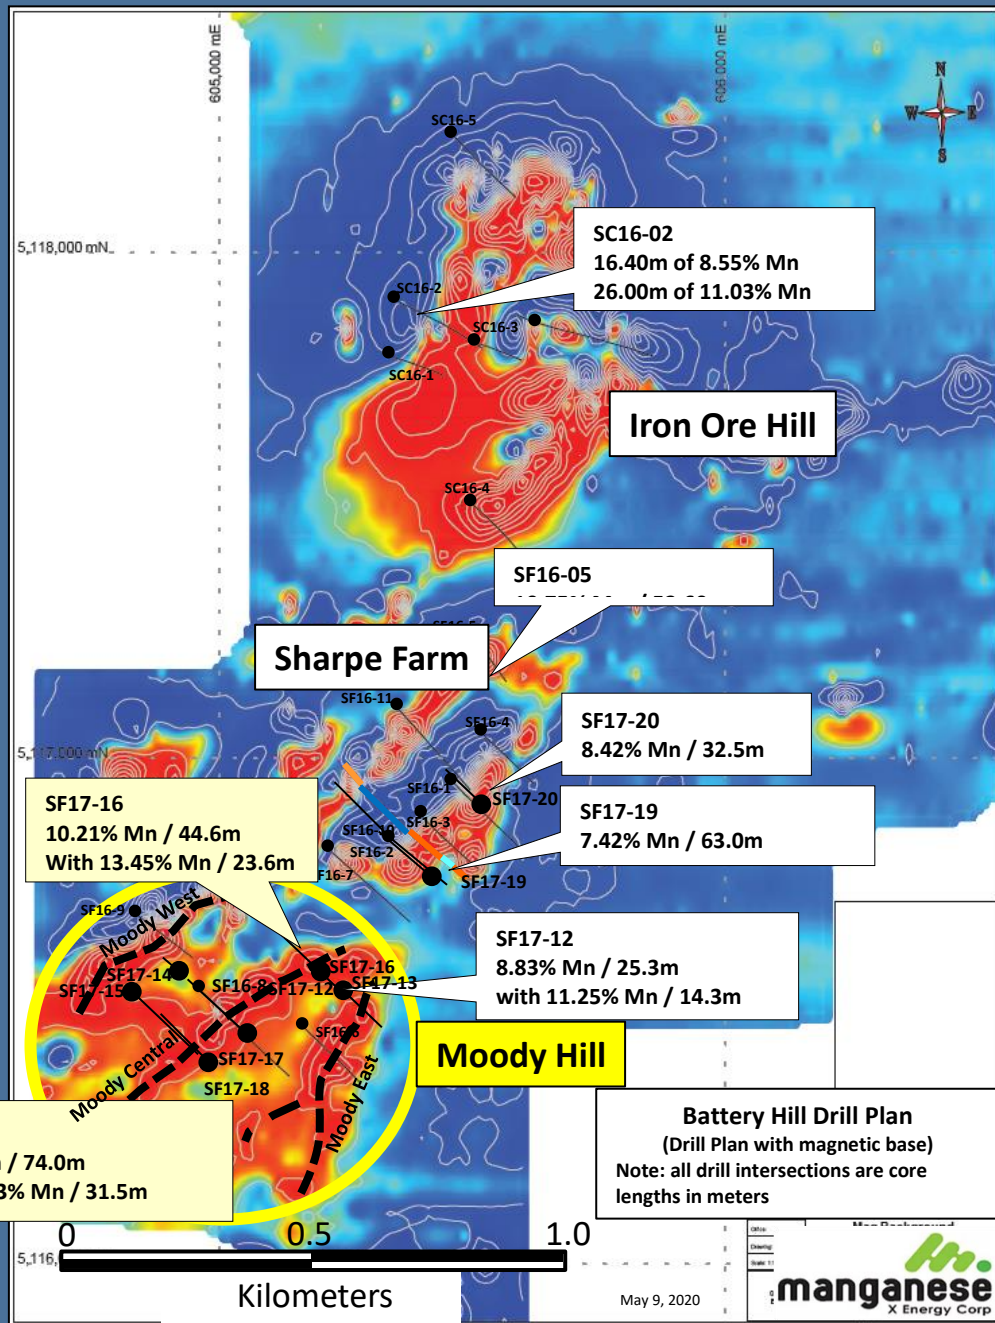 605,000 mE
606,000 mE
N
W
E
S
SC16-5
5,118,000 mN
SC16-02
16.40m of 8.55% Mn
26.00m of 11.03% Mn
SC16-2
SC16-3
SC16-1
Iron Ore Hill
SC16-4
SF16-05
Sharpe Farm
SF16-11
SF16-4
5,117,000 mN
SF17-20
8.42% Mn / 32.5m
SF16-1
SF17-20
SF17-16
10.21% Mn / 44.6m
With 13.45% Mn / 23.6m
SF16-3
SF16-10
SF16-2
SF17-19
7.42% Mn / 63.0m
SF16-7
SF17-19
SF16-9
Moody West
SF17-12
8.83% Mn / 25.3m
with 11.25% Mn / 14.3m
SF17-14
SF17-15
SF16-8
SF17-16
SF17-12
SF17-13
Moody Hill
SF17-17
SF17-18
Moody Central
Moody East
/ 74.0m
3% Mn / 31.5m
Battery Hill Drill Plan
(Drill Plan with magnetic base)
Note: all drill intersections are core
lengths in meters
0 0.5 1.0
5,116,
Kilometers
May 9, 2020
manganese
X Energy Corp